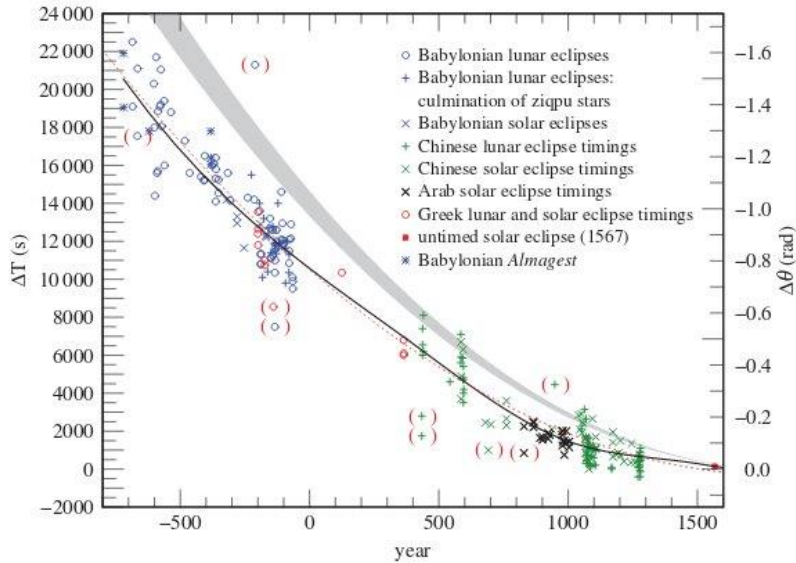 24 000
22 000
20 000
18 000
16 000
14 000
12 000
10 000
8000
6000
4000
2000
0
−2000
ΔT (s)
−500
0
500
1000
1500
year
−1.6
−1.4
−1.2
−1.0
−0.8
−0.6
−0.4
−0.2
0.0
Δθ (rad)
Babylonian lunar eclipses
Babylonian lunar eclipses:
culmination of ziqpu stars
Babylonian solar eclipses
Chinese lunar eclipse timings
Chinese solar eclipse timings
Arab solar eclipse timings
Greek lunar and solar eclipse timings
untimed solar eclipse (1567)
Babylonian Almagest